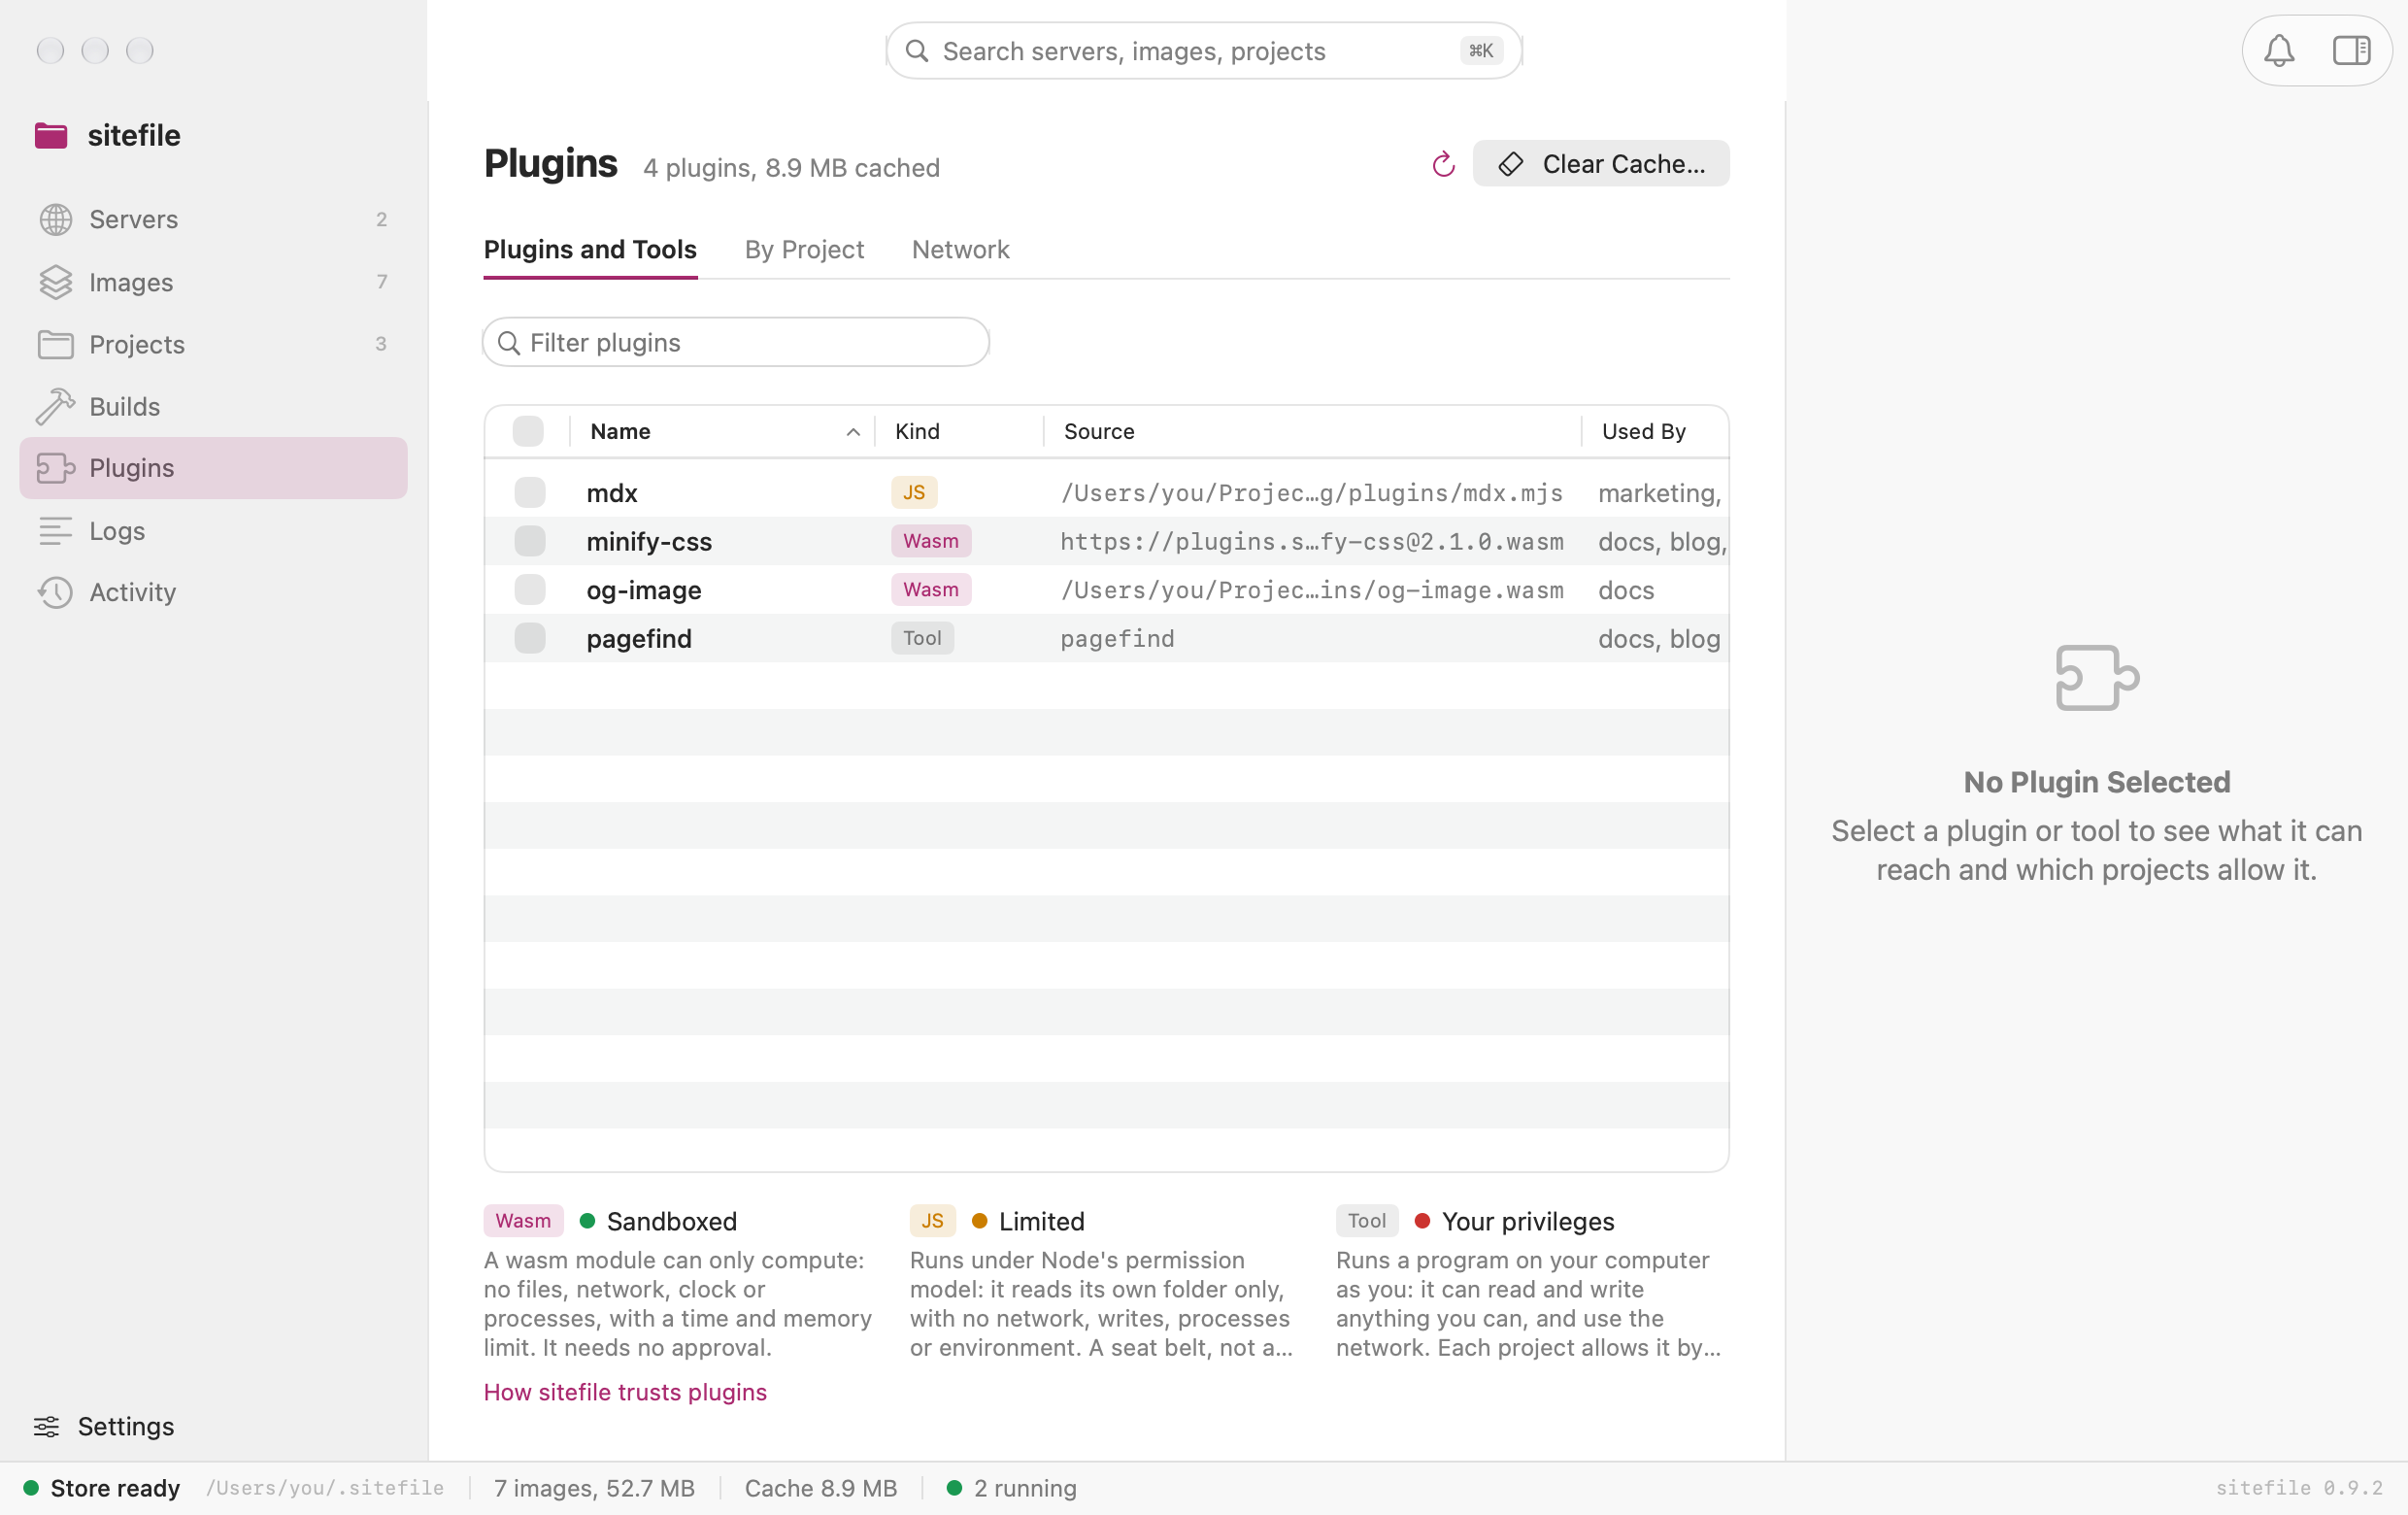 Search servers, images, projects ⌘K
sitefile
Servers 2
Images 7
Projects 3
Builds
Plugins
Logs
Activity
Settings
Plugins 4 plugins, 8.9 MB cached
Clear Cache...
Plugins and Tools By Project Network
Filter plugins
Name Kind Source Used By
mdx JS /Users/you/Projec…g/plugins/mdx.mjs marketing,
minify-css Wasm https://plugins.s…fy-css@2.1.0.wasm docs, blog,
og-image Wasm /Users/you/Projec…ins/og-image.wasm docs
pagefind Tool pagefind docs, blog
Wasm Sandboxed
A wasm module can only compute:
no files, network, clock or
processes, with a time and memory
limit. It needs no approval.
JS Limited
Runs under Node's permission
model: it reads its own folder only,
with no network, writes, processes
or environment. A seat belt, not a...
Tool Your privileges
Runs a program on your computer
as you: it can read and write
anything you can, and use the
network. Each project allows it by...
How sitefile trusts plugins
No Plugin Selected
Select a plugin or tool to see what it can
reach and which projects allow it.
Store ready /Users/you/.sitefile 7 images, 52.7 MB Cache 8.9 MB 2 running sitefile 0.9.2